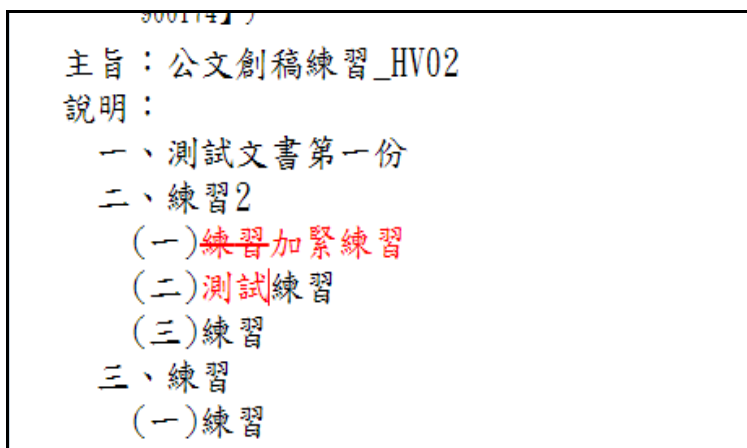 900174】)
主旨：公文創稿練習_HV02
說明：
一、測試文書第一份
二、練習2
(一)練習加緊練習
(二)測試練習
(三)練習
三、練習
(一)練習